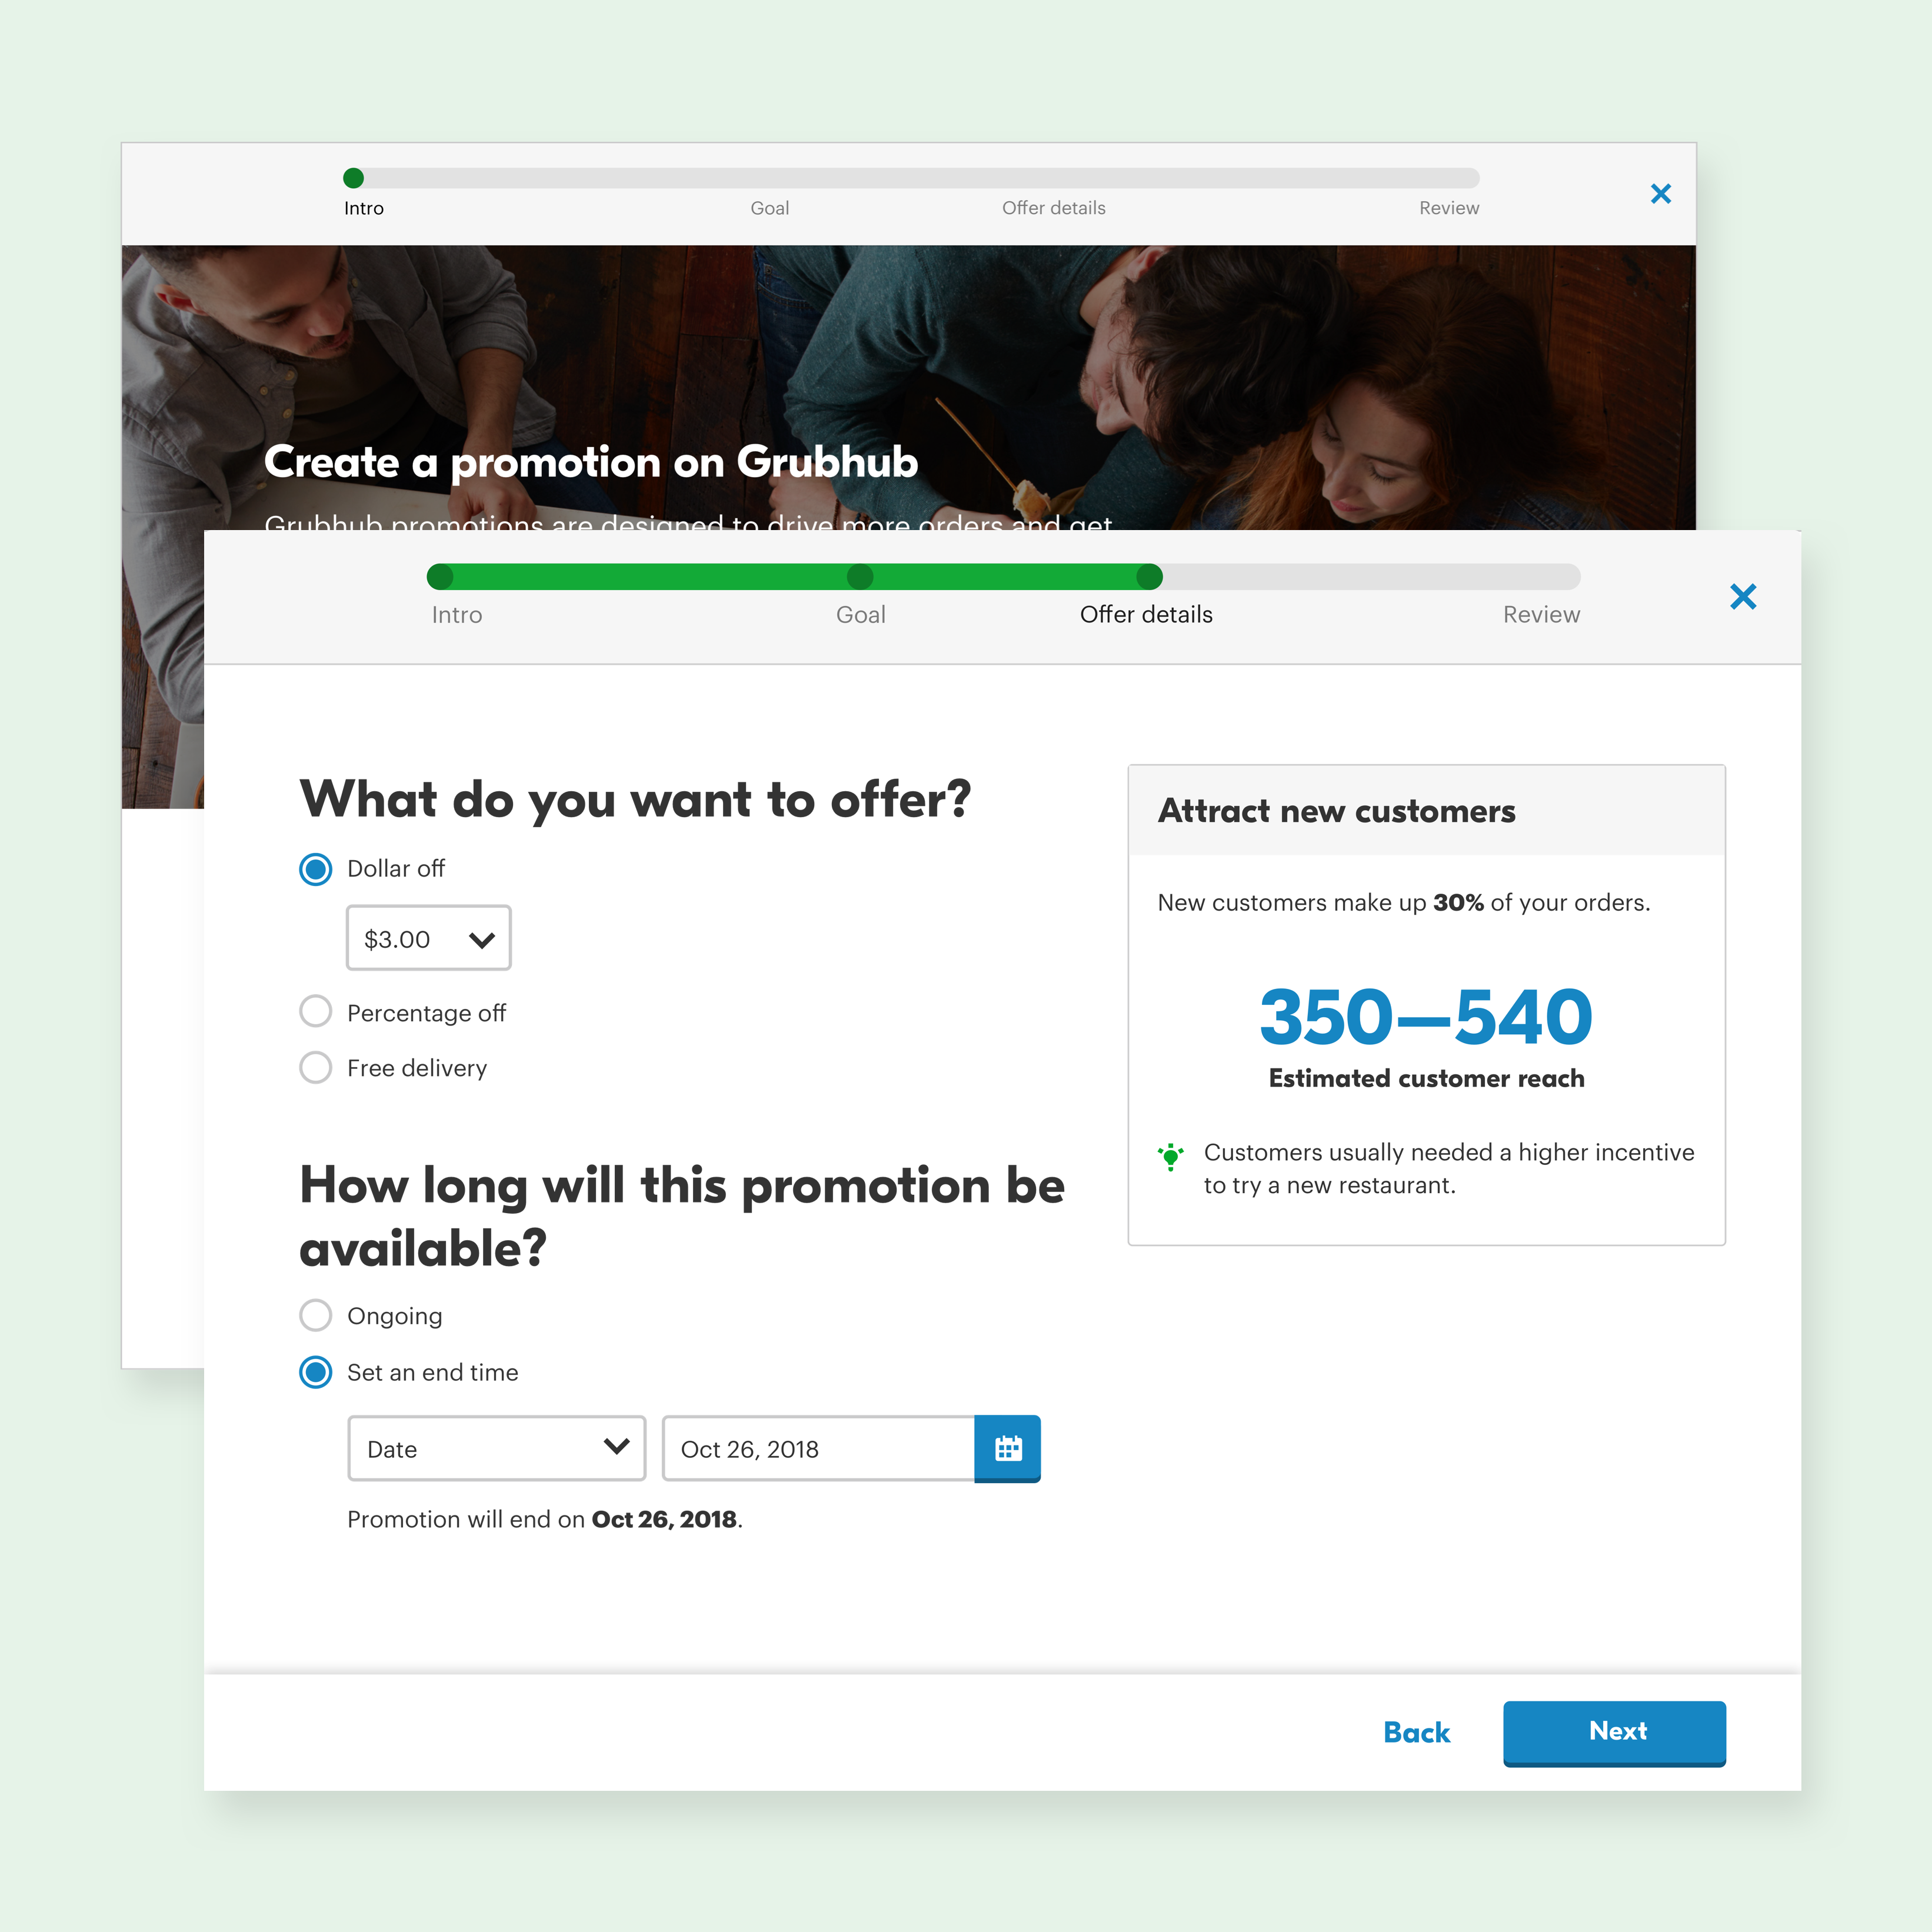 Intro
Goal
Offer details
Review
Create a promotion on Grubhub
Grubhub promotions are designed to drive more orders and get
Intro
Goal
Offer details
Review
What do you want to offer?
Dollar off
$3.00
Percentage off
Free delivery
How long will this promotion be
available?
Ongoing
Set an end time
Date
Oct 26, 2018
Promotion will end on Oct 26, 2018.
Attract new customers
New customers make up 30% of your orders.
350—540
Estimated customer reach
Customers usually needed a higher incentive
to try a new restaurant.
Back
Next